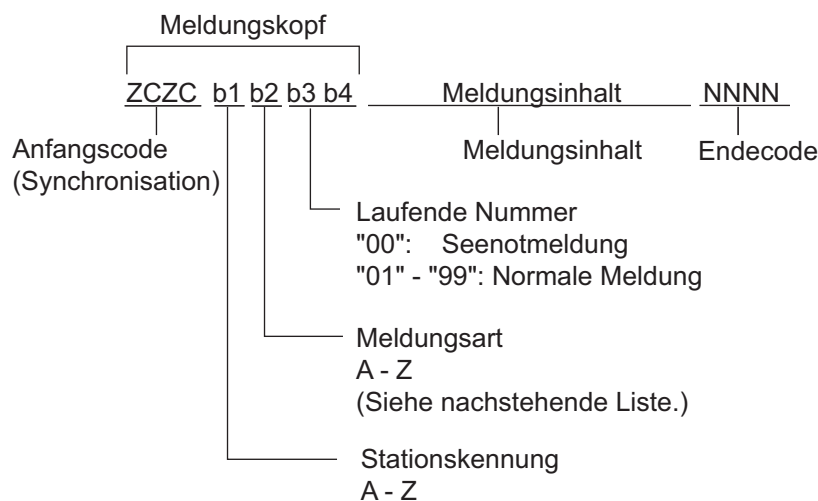 Meldungskopf
ZCZC b1 b2 b3 b4 Meldungsinhalt NNNN
Anfangscode
(Synchronisation)
Meldungsinhalt
Endecode
Laufende Nummer
"00": Seenotmeldung
"01" - "99": Normale Meldung
Meldungsart
A - Z
(Siehe nachstehende Liste.)
Stationskennung
A - Z